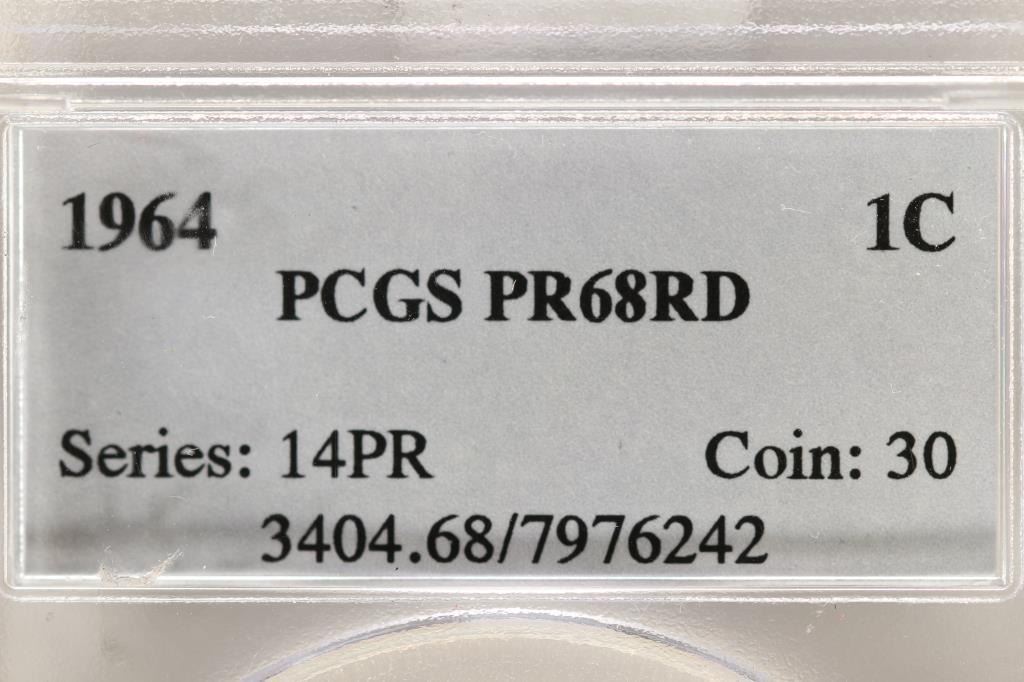 1964 1C
PCGS PR68RD
Series: 14PR Coin: 30
3404.68/7976242